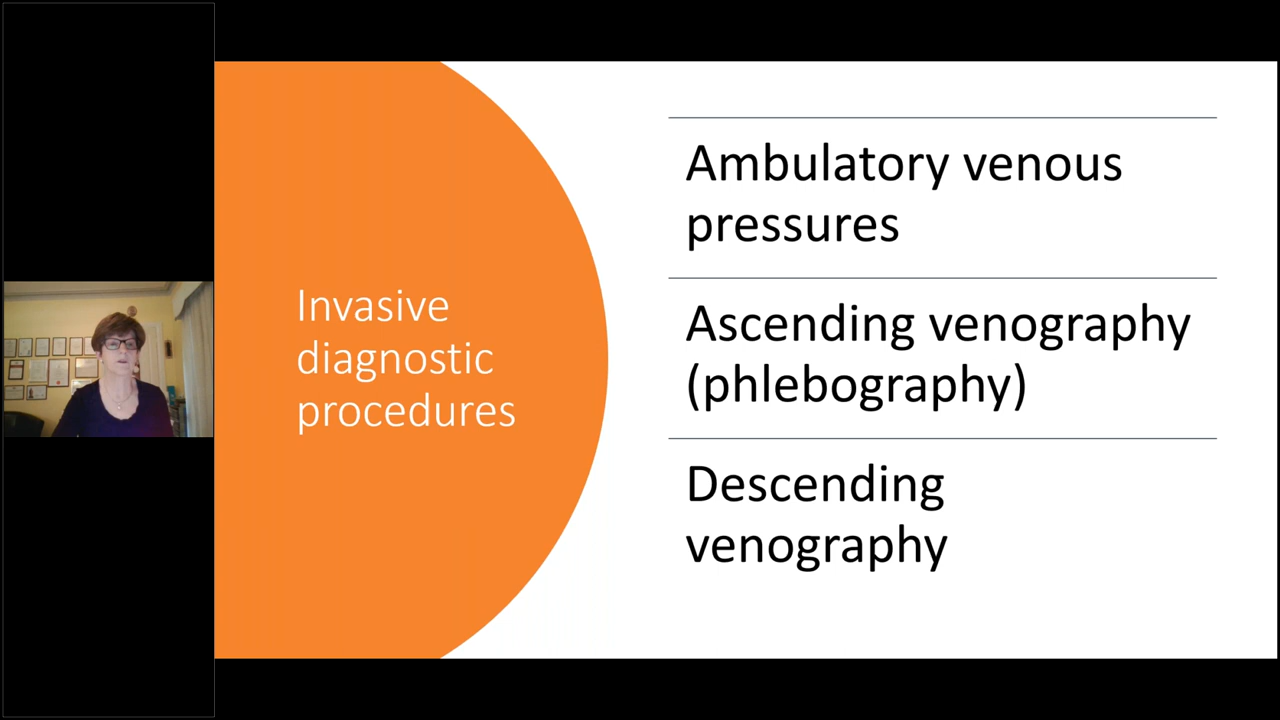 Invasive
diagnostic
procedures
Ambulatory venous
pressures
Ascending venography
(phlebography)
Descending
venography